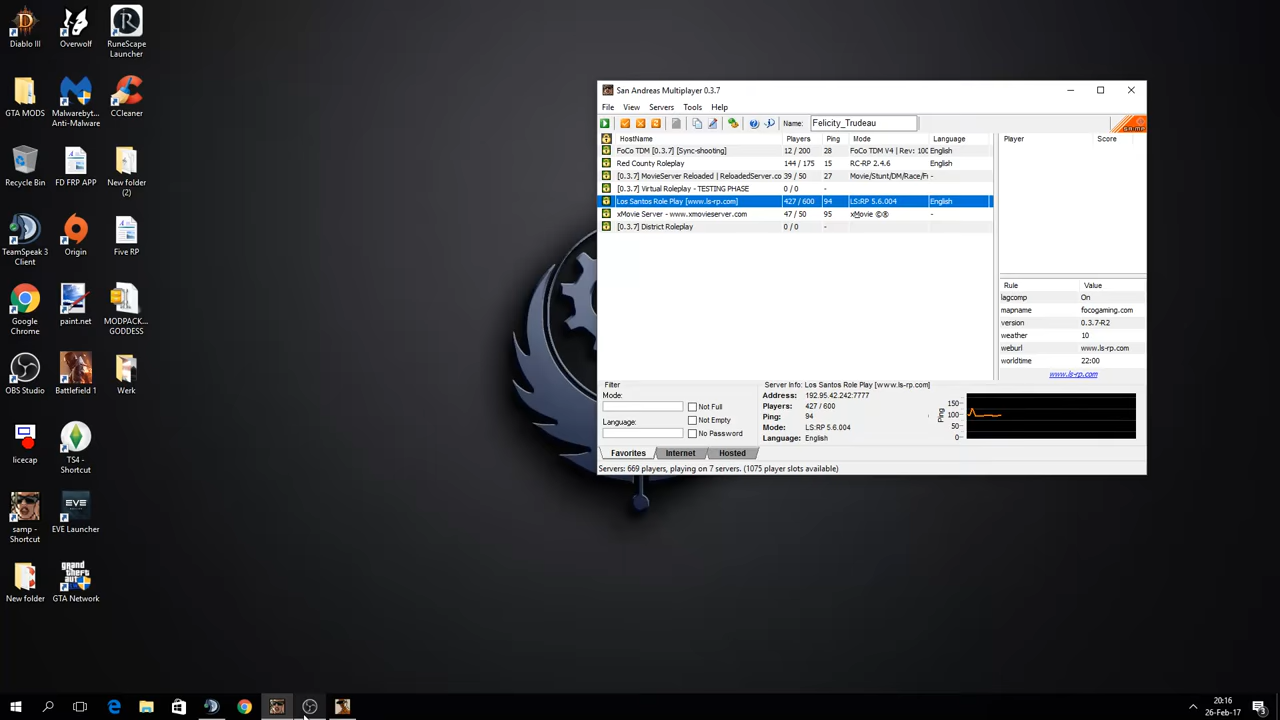 Diablo III
Overwolf
RuneScape
Launcher
GTA MODS
Malwarebyt...
Anti-Malware
CCleaner
Recycle Bin
FD FRP APP
New folder
(2)
TeamSpeak 3
Client
Origin
Five RP
Google
Chrome
paint.net
MODPACK...
GODDESS
OBS Studio
Battlefield 1
Werk
licecap
TS4 -
Shortcut
samp -
Shortcut
EVE Launcher
New folder
GTA Network
San Andreas Multiplayer 0.3.7
File View Servers Tools Help
Name: Felicity_Trudeau
HostName Players Ping Mode Language
FoCo TDM [0.3.7] [Sync-shooting] 12 / 200 28 FoCo TDM V4 | Rev: 100 English
Red County Roleplay 144 / 175 15 RC-RP 2.4.6 English
[0.3.7] MovieServer Reloaded | ReloadedServer.co 39 / 50 27 Movie/Stunt/DM/Race/Fr -
[0.3.7] Virtual Roleplay - TESTING PHASE 0 / 0 -
Los Santos Role Play [www.ls-rp.com] 427 / 600 94 LS:RP 5.6.004 English
xMovie Server - www.xmovieserver.com 47 / 50 95 -
[0.3.7] District Roleplay 0 / 0 -
Player Score
Rule Value
lagcomp On
mapname focogaming.com
version 0.3.7-R2
weather 10
weburl www.ls-rp.com
worldtime 22:00
www.ls-rp.com
Filter
Mode:
Not Full
Not Empty
Language:
No Password
Server Info: Los Santos Role Play [www.ls-rp.com]
Address: 192.95.42.242:7777
Players: 427 / 600
Ping: 94
Mode: LS:RP 5.6.004
Language: English
Ping
150
100
50
0
Favorites Internet Hosted
Servers: 669 players, playing on 7 servers. (1075 player slots available)
20:16
26-Feb-17
3